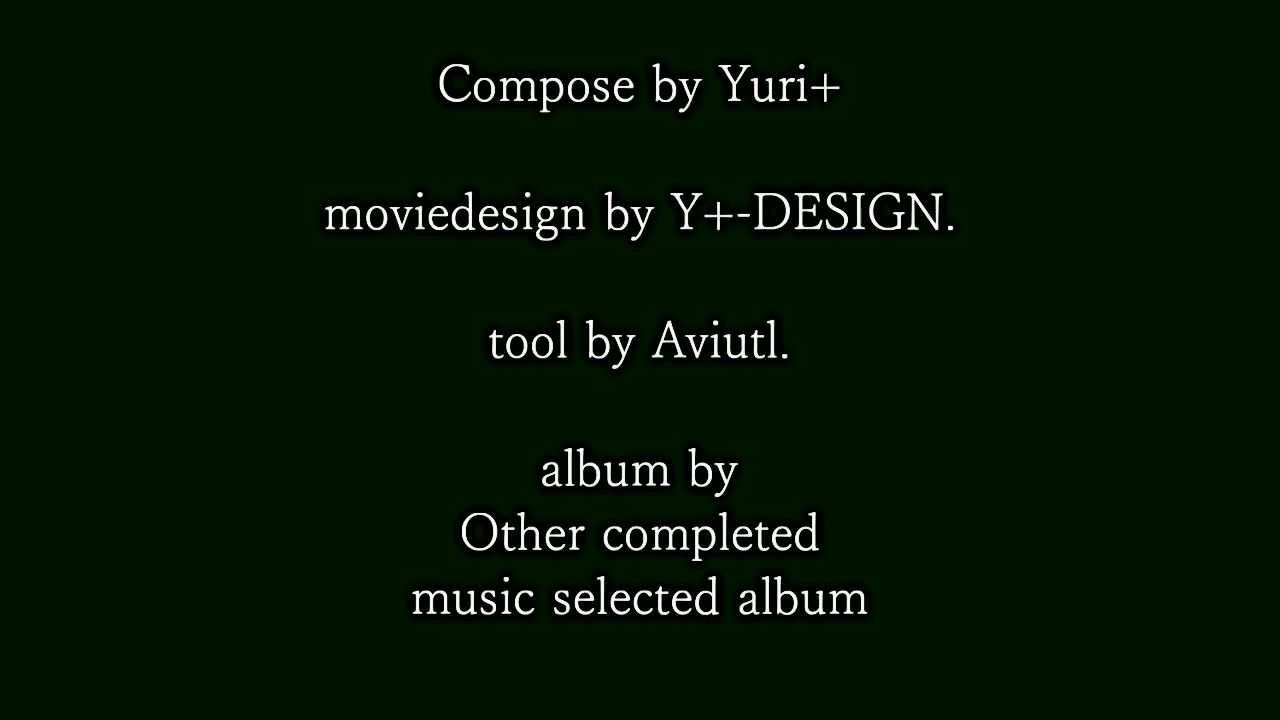 Compose by Yuri+
moviedesign by Y+-DESIGN.
tool by Aviutl.
album by
Other completed
music selected album